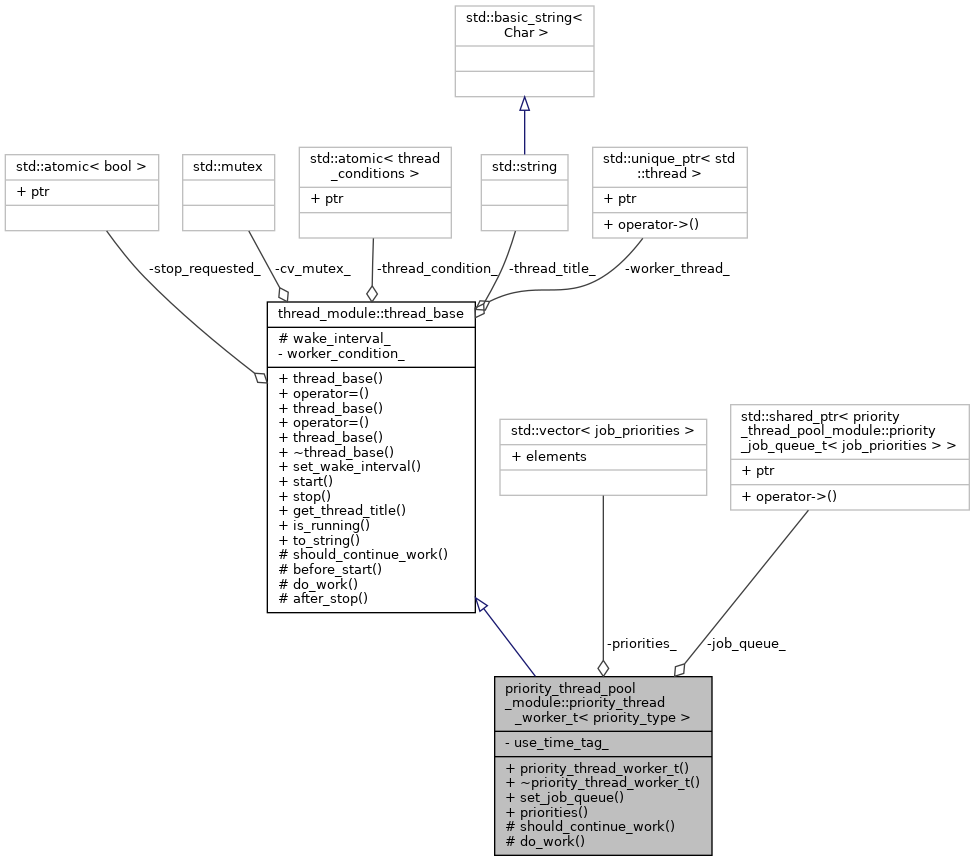 std::basic_string<
Char >
std::atomic< bool >
+ ptr
std::mutex
std::atomic< thread
_conditions >
+ ptr
std::string
std::unique_ptr< std
::thread >
+ ptr
+ operator->()
-stop_requested_
-cv_mutex_
-thread_condition_
-thread_title_
-worker_thread_
thread_module::thread_base
# wake_interval_
- worker_condition_
+ thread_base()
+ operator=()
+ thread_base()
+ operator=()
+ thread_base()
+ ~thread_base()
+ set_wake_interval()
+ start()
+ stop()
+ get_thread_title()
+ is_running()
+ to_string()
# should_continue_work()
# before_start()
# do_work()
# after_stop()
std::vector< job_priorities >
+ elements
std::shared_ptr< priority
_thread_pool_module::priority
_job_queue_t< job_priorities > >
+ ptr
+ operator->()
-priorities_
-job_queue_
priority_thread_pool
_module::priority_thread
_worker_t< priority_type >
- use_time_tag_
+ priority_thread_worker_t()
+ ~priority_thread_worker_t()
+ set_job_queue()
+ priorities()
# should_continue_work()
# do_work()